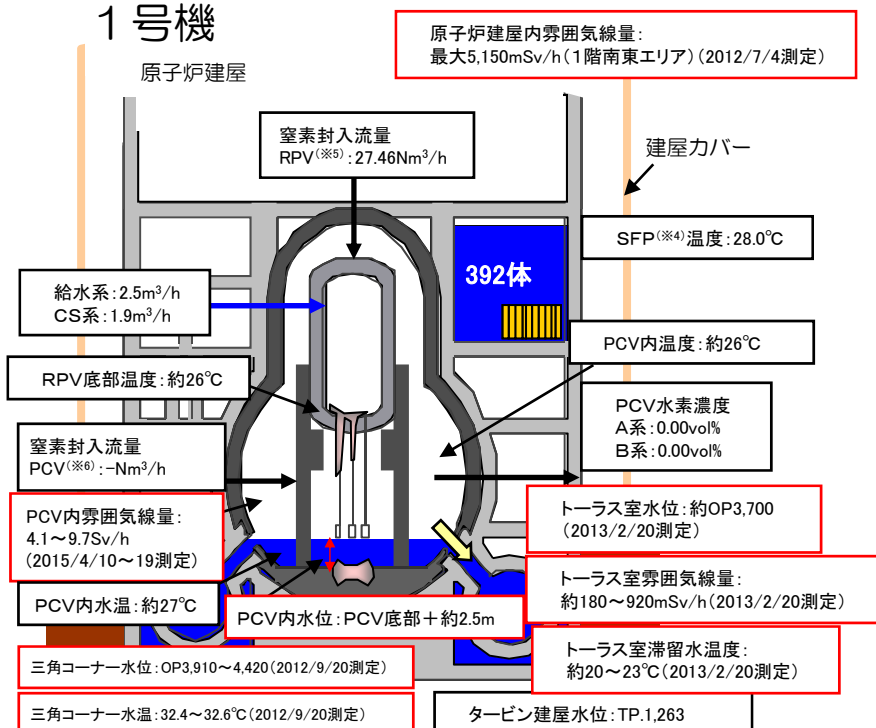 1号機
原子炉建屋内雰囲気線量:
最大5,150mSv/h(1階南東エリア)(2012/7/4測定)
原子炉建屋
窒素封入流量
RPV(※5):27.46Nm3/h
建屋カバー
SFP(※4)温度:28.0℃
392体
給水系:2.5m3/h
CS系:1.9m3/h
PCV内温度:約26℃
RPV底部温度:約26℃
PCV水素濃度
A系:0.00vol%
B系:0.00vol%
窒素封入流量
PCV(※6):-Nm3/h
PCV内雰囲気線量:
4.1~9.7Sv/h
(2015/4/10~19測定)
トーラス室水位:約OP3,700
(2013/2/20測定)
トーラス室雰囲気線量:
約180~920mSv/h(2013/2/20測定)
PCV内水温:約27℃
PCV内水位:PCV底部+約2.5m
トーラス室滞留水温度:
約20~23℃(2013/2/20測定)
三角コーナー水位:OP3,910~4,420(2012/9/20測定)
三角コーナー水温:32.4~32.6℃(2012/9/20測定)
タービン建屋水位:TP.1,263